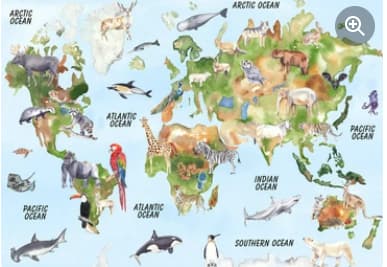 ARCTIC
OCEAN
ARCTIC OCEAN
ATLANTIC
OCEAN
PACIFIC
OCEAN
INDIAN
OCEAN
PACIFIC
OCEAN
ATLANTIC
OCEAN
SOUTHERN OCEAN